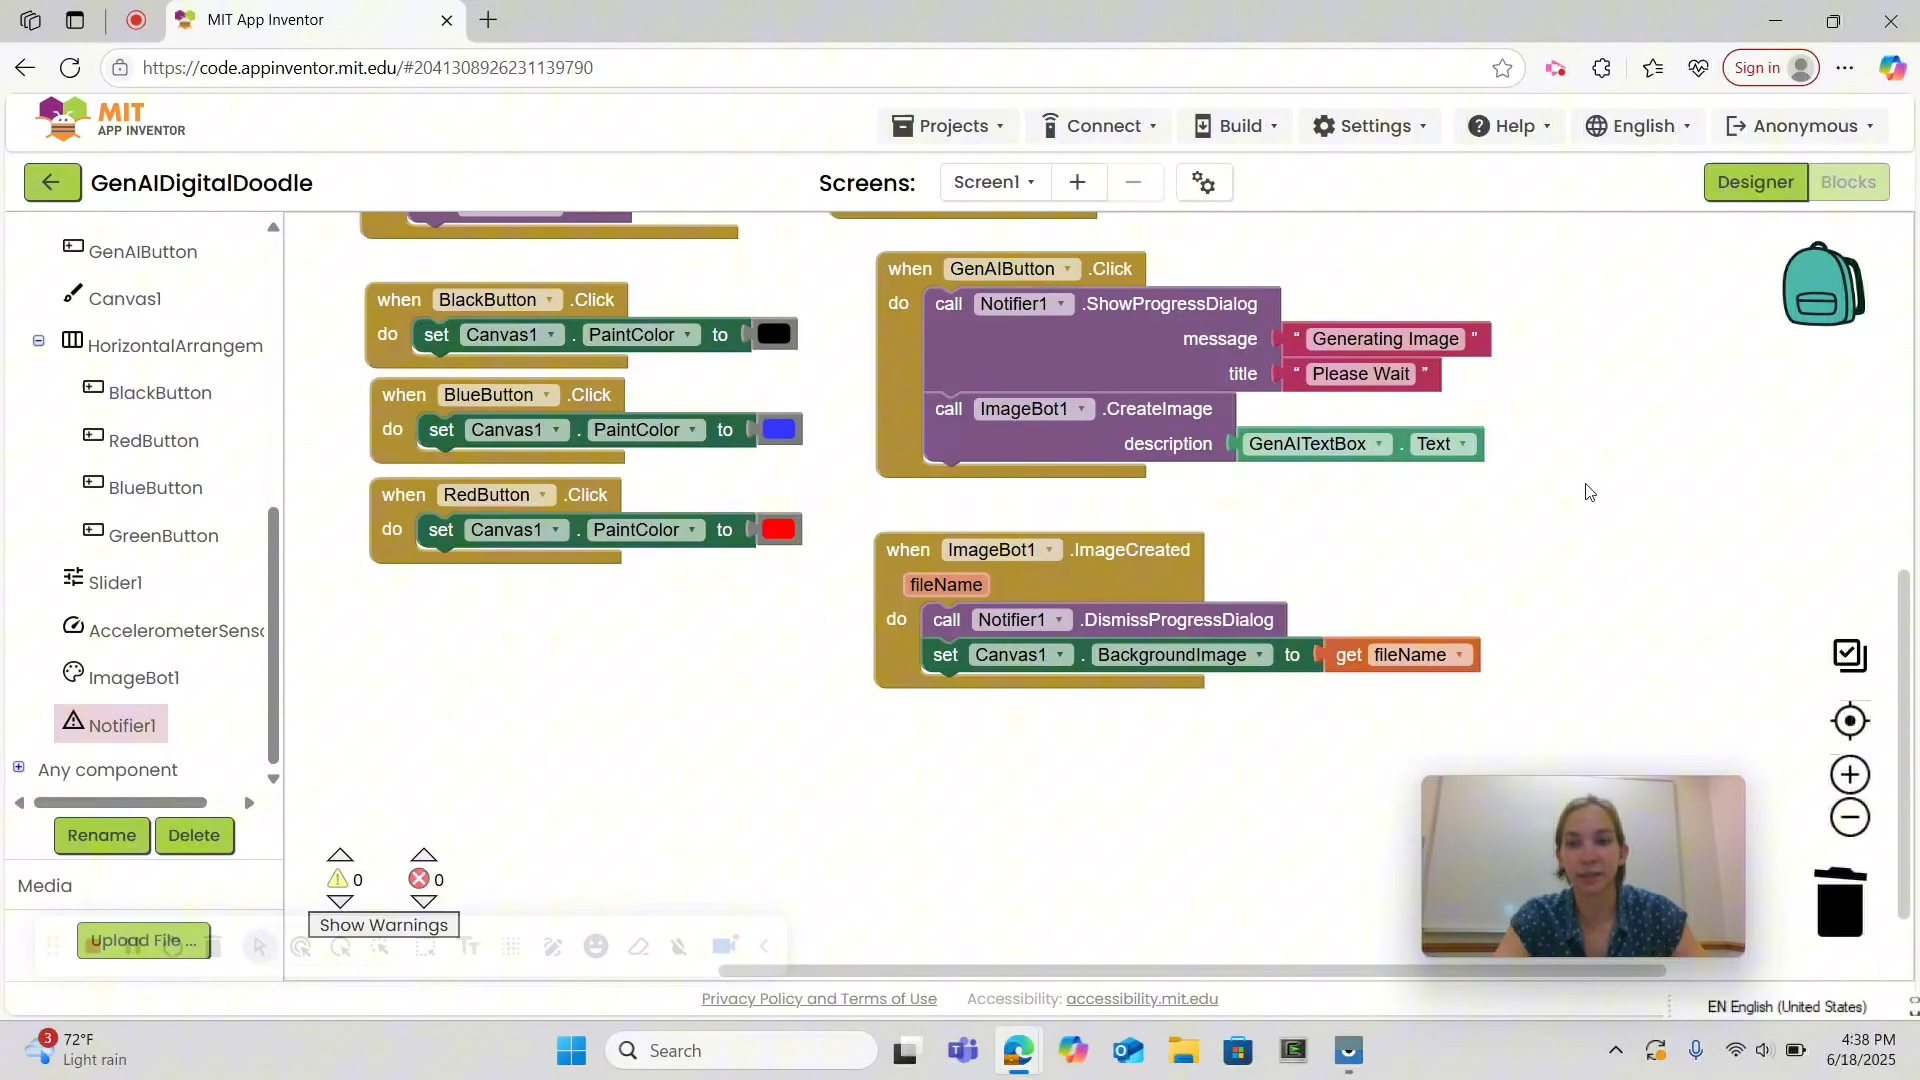 MIT App Inventor
https://code.appinventor.mit.edu/#2041308926231139790
Sign in
MIT
APP INVENTOR
Projects
Connect
Build
Settings
Help
English
Anonymous
GenAIDigitalDoodle
Screens:
Screen1
Designer
Blocks
GenAIButton
Canvas1
HorizontalArrangem
BlackButton
RedButton
BlueButton
GreenButton
Slider1
AccelerometerSens
ImageBot1
Notifier1
Any component
Rename
Delete
Media
Upload File ...
when BlackButton .Click
do set Canvas1 . PaintColor to
when BlueButton .Click
do set Canvas1 . PaintColor to
when RedButton .Click
do set Canvas1 . PaintColor to
when GenAIButton .Click
do call Notifier1 .ShowProgressDialog
message “ Generating Image ”
title “ Please Wait ”
call ImageBot1 .CreateImage
description GenAITextBox . Text
when ImageBot1 .ImageCreated
fileName
do call Notifier1 .DismissProgressDialog
set Canvas1 . BackgroundImage to get fileName
0
0
Show Warnings
Tт
Privacy Policy and Terms of Use
Accessibility: accessibility.mit.edu
EN English (United States)
3
72°F
Light rain
Search
4:38 PM
6/18/2025